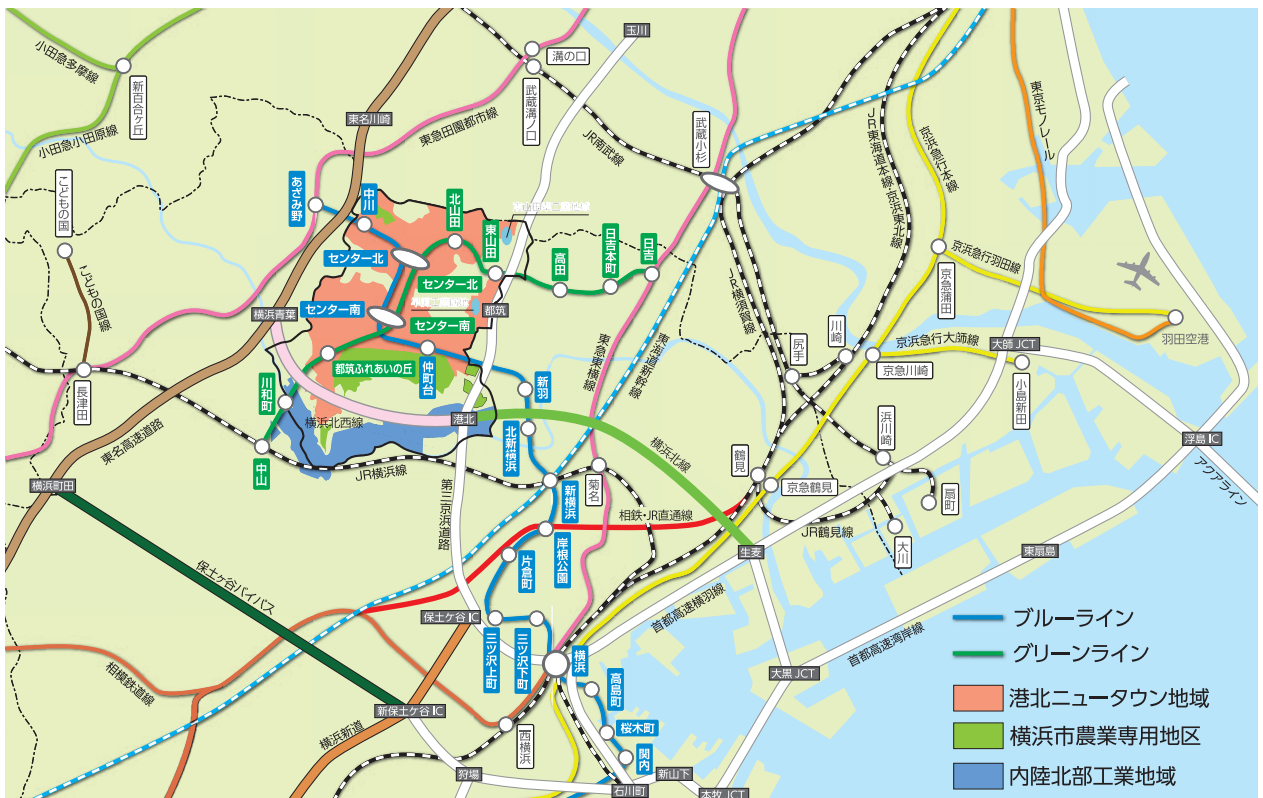 小田急多摩線
新百合ヶ丘
小田急小田原線
こどもの国
こどもの国線
長津田
横浜町田
東名高速道路
東名川崎
東急田園都市線
溝の口
武蔵溝ノ口
JR南武線
玉川
武蔵小杉
あざみ野
中川
北山田
東山田
センター北
センター北
センター南
センター南
都筑
横浜青葉
高田
日吉本町
日吉
都筑ふれあいの丘
仲町台
川和町
中山
横浜北西線
港北
新羽
北新横浜
新横浜
JR横浜線
第三京浜道路
東急東横線
東海道新幹線
JR横須賀線
JR東海道本線
京浜東北線
京浜急行本線
東京モノレール
京急蒲田
京浜急行羽田線
羽田空港
京浜急行大師線
大師 JCT
京急川崎
川崎
尻手
小島新田
浜川崎
扇町
大川
JR鶴見線
鶴見
京急鶴見
菊名
横浜北線
相鉄・JR直通線
生麦
浮島 IC
アクアライン
東扇島
首都高速湾岸線
首都高速横羽線
大黒 JCT
岸根公園
片倉町
三ツ沢上町
三ツ沢下町
横浜
高島町
桜木町
関内
保土ケ谷 IC
保土ヶ谷バイパス
相模鉄道線
新保土ケ谷 IC
横浜新道
西横浜
狩場
石川町
新山下
本牧 JCT
ブルーライン
グリーンライン
港北ニュータウン地域
横浜市農業専用地区
内陸北部工業地域